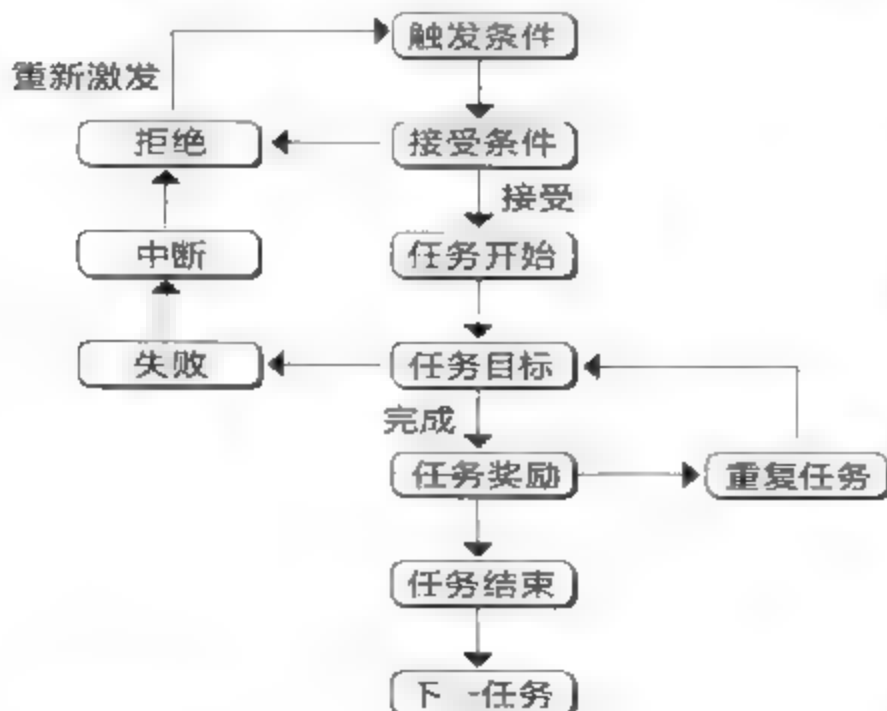 触发条件
重新激发
拒绝
接受条件
接受
中断
任务开始
失败
任务目标
完成
任务奖励
重复任务
任务结束
下一任务